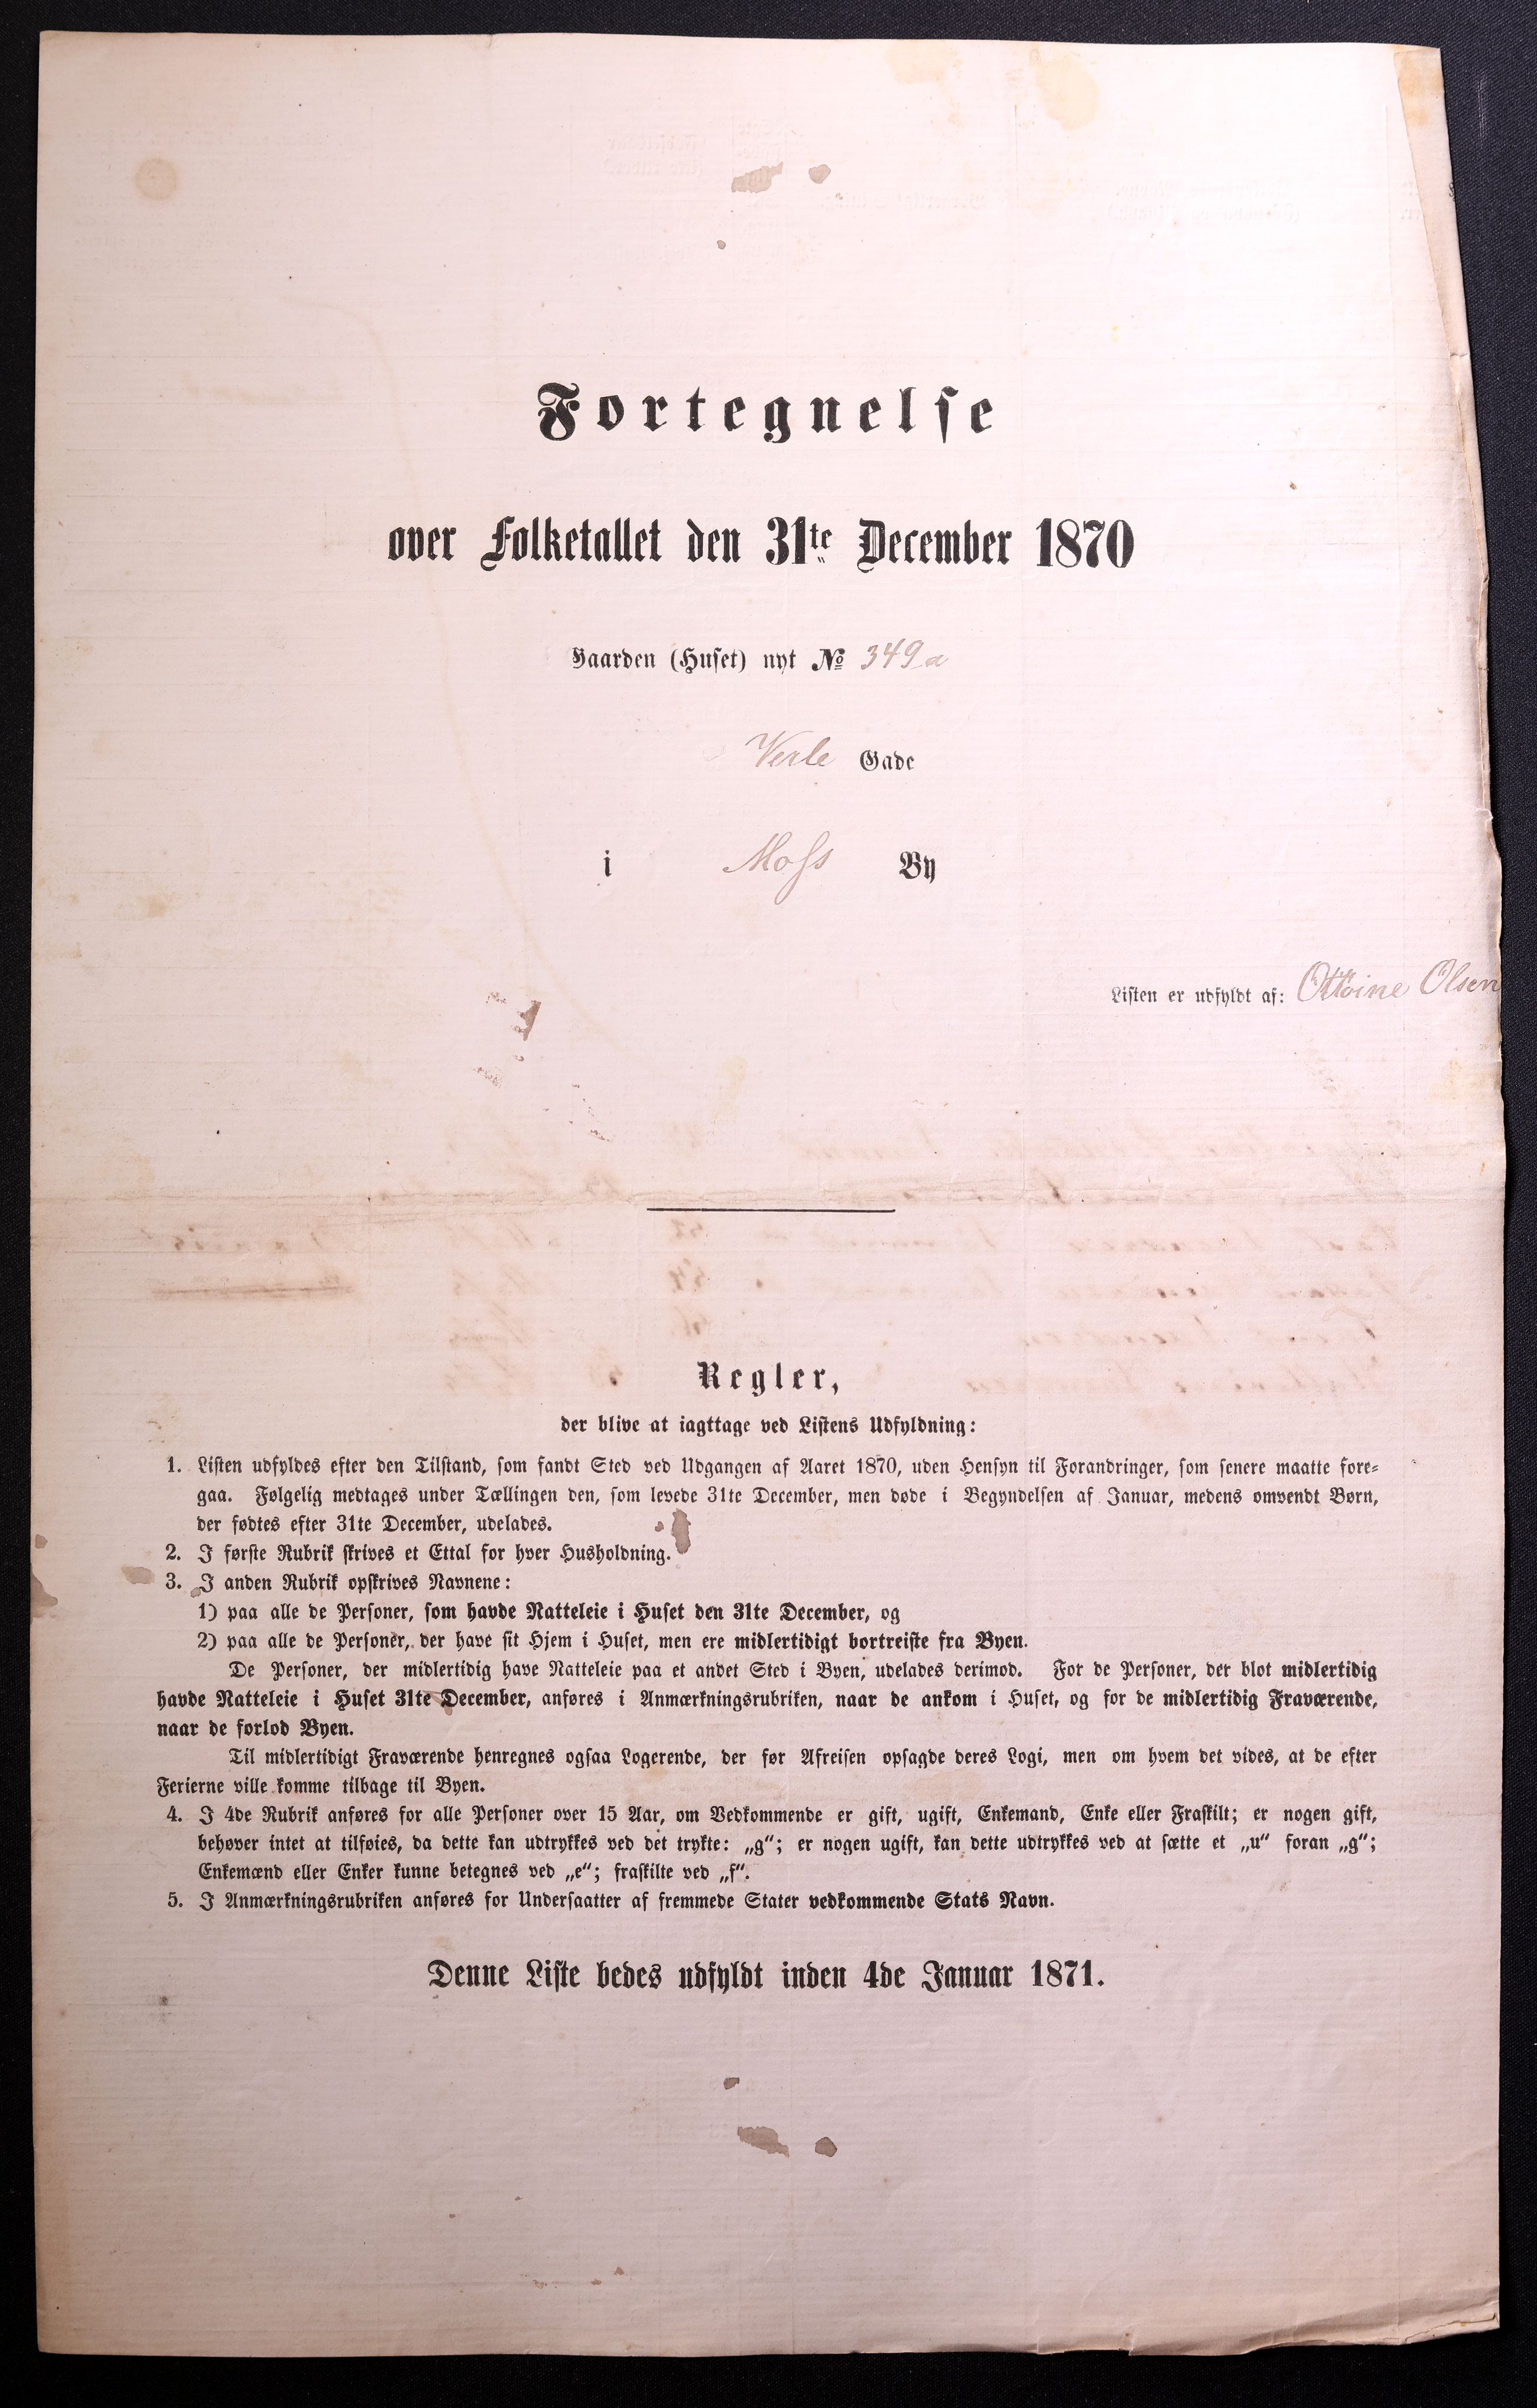 Fortegnelse
over Folketallet den 31te December 1870
Gaarden (Huset) nyt No 349a
Verle Gade
i Moss By
Listen er udfyldt af: Ottoine Olsen
Regler,
der blive at iagttage ved Listens Udfyldning:
1. Listen udfyldes efter den Tilstand, som fandt Sted ved Udgangen af Aaret 1870, uden Hensyn til Forandringer, som senere maatte fore-
gaa. Følgelig medtages under Tællingen den, som levede 31te December, men døde i Begyndelsen af Januar, medens omvendt Børn,
der fødtes efter 31te December, udelades.
2. I første Rubrik skrives et Ettal for hver Husholdning.
3. I anden Rubrik opskrives Navnene:
1) paa alle de Personer, som havde Natteleie i Huset den 31te December, og
2) paa alle de Personer, der have sit Hjem i Huset, men ere midlertidigt bortreiste fra Byen.
De Personer, der midlertidig have Natteleie paa et andet Sted i Byen, udelades derimod. For de Personer, der blot midlertidig
havde Natteleie i Huset 31te December, anføres i Anmærkningsrubriken, naar de ankom i Huset, og for de midlertidig Fraværende,
naar de forlod Byen.
Til midlertidigt Fraværende henregnes ogsaa Logerende, der før Afreisen opsagde deres Logi, men om hvem det vides, at de efter
Ferierne ville komme tilbage til Byen.
4. I 4de Rubrik anføres for alle Personer over 15 Aar, om Vedkommende er gift, ugift, Enkemand, Enke eller Fraskilt; er nogen gift,
behøver intet at tilføies, da dette kan udtrykkes ved det trykte: „g“; er nogen ugift, kan dette udtrykkes ved at sætte et „u“ foran „g“;
Enkemænd eller Enker kunne betegnes ved „e“; fraskilte ved „f“.
5. I Anmærkningsrubriken anføres for Undersaatter af fremmede Stater vedkommende Stats Navn.
Denne Liste bedes udfyldt inden 4de Januar 1871.